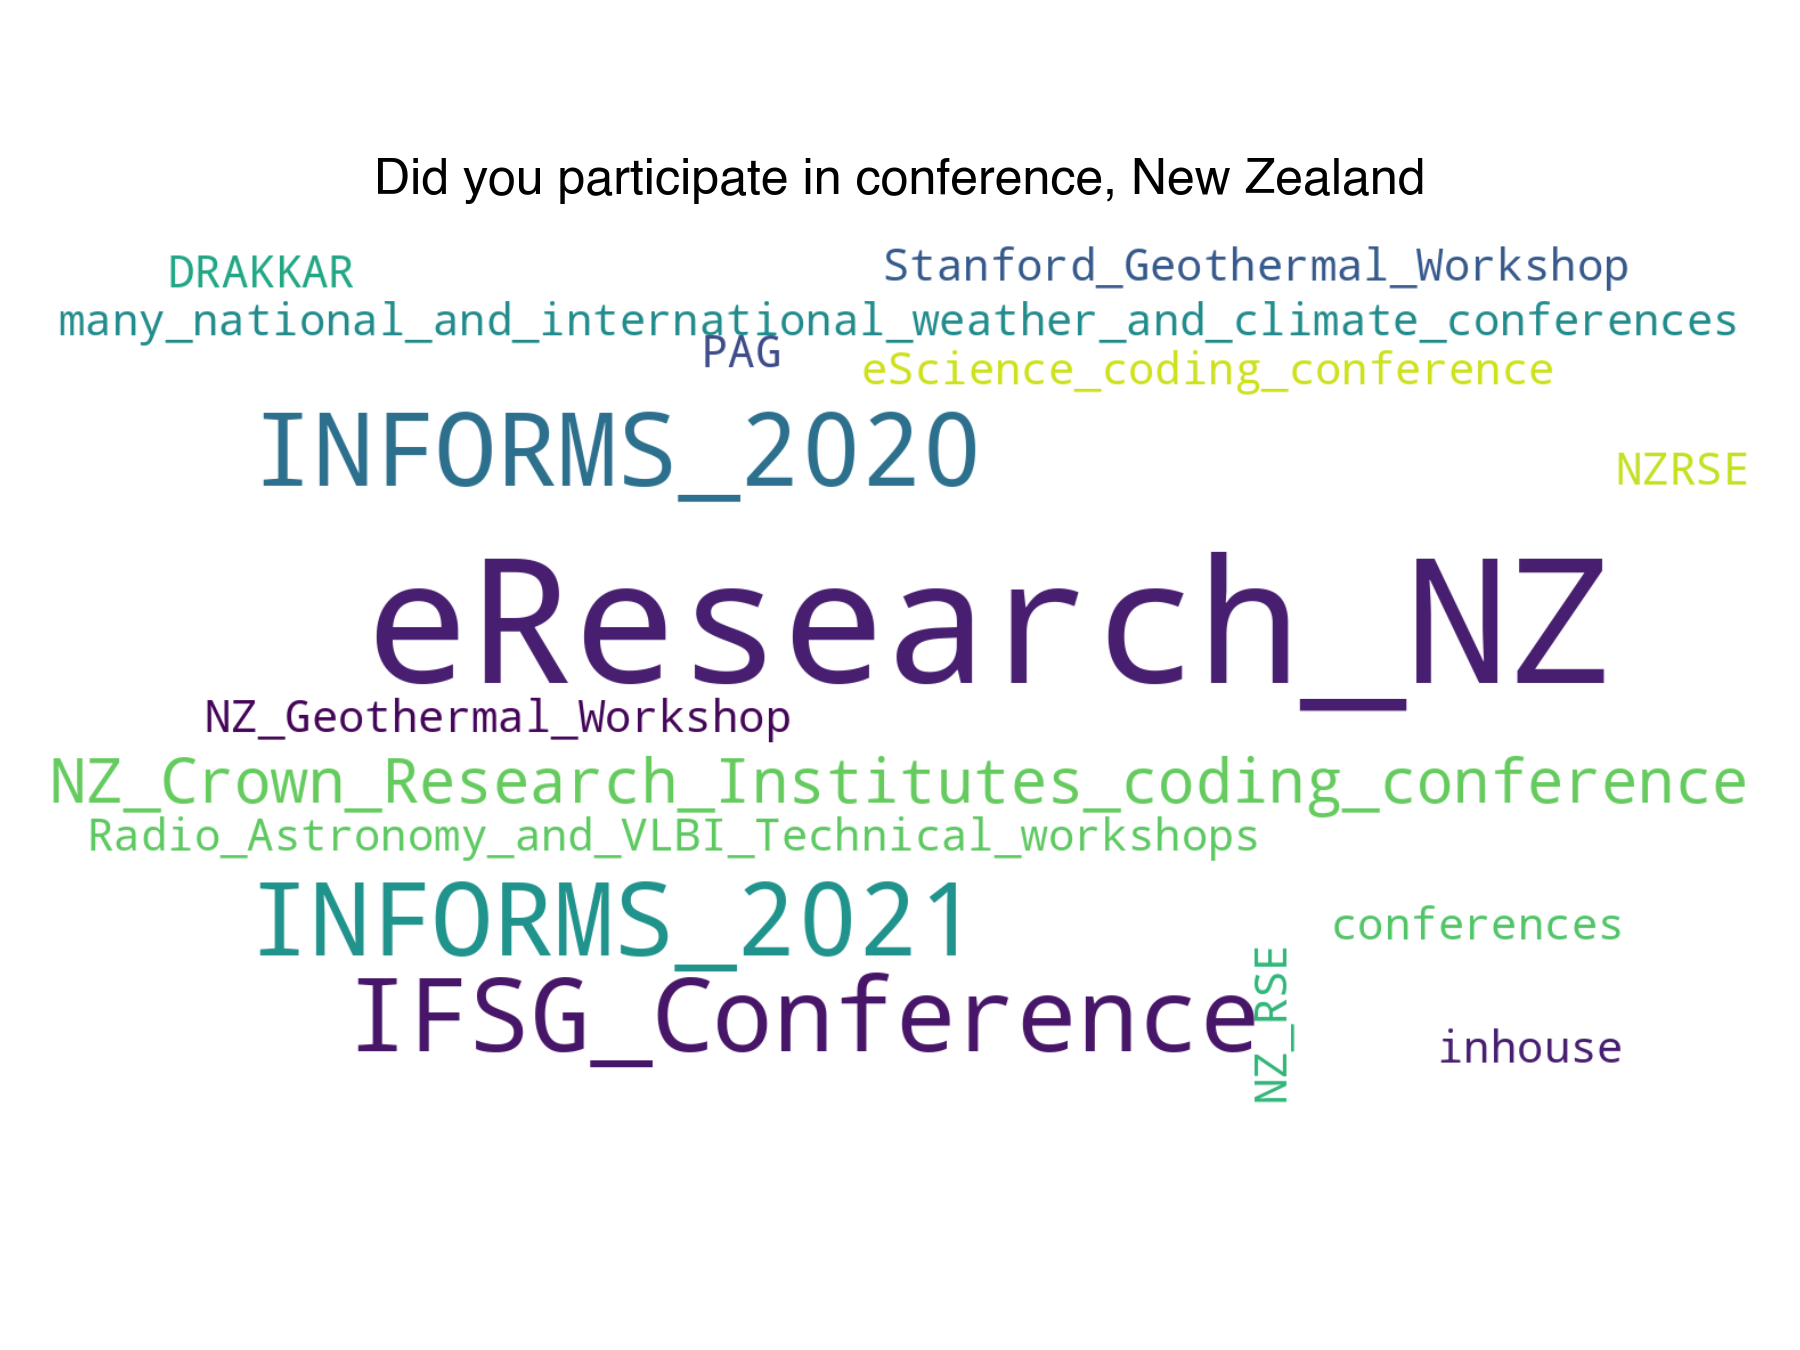 Did you participate in conference, New Zealand
DRAKKAR
Stanford_Geothermal_Workshop
many_national_and_international_weather_and_climate_conferences
PAG
eScience_coding_conference
INFORMS_2020
NZRSE
eResearch_NZ
NZ_Geothermal_Workshop
NZ_Crown_Research_Institutes_coding_conference
Radio_Astronomy_and_VLBI_Technical_workshops
INFORMS_2021
conferences
IFSG_Conference
NZ_RSE
inhouse